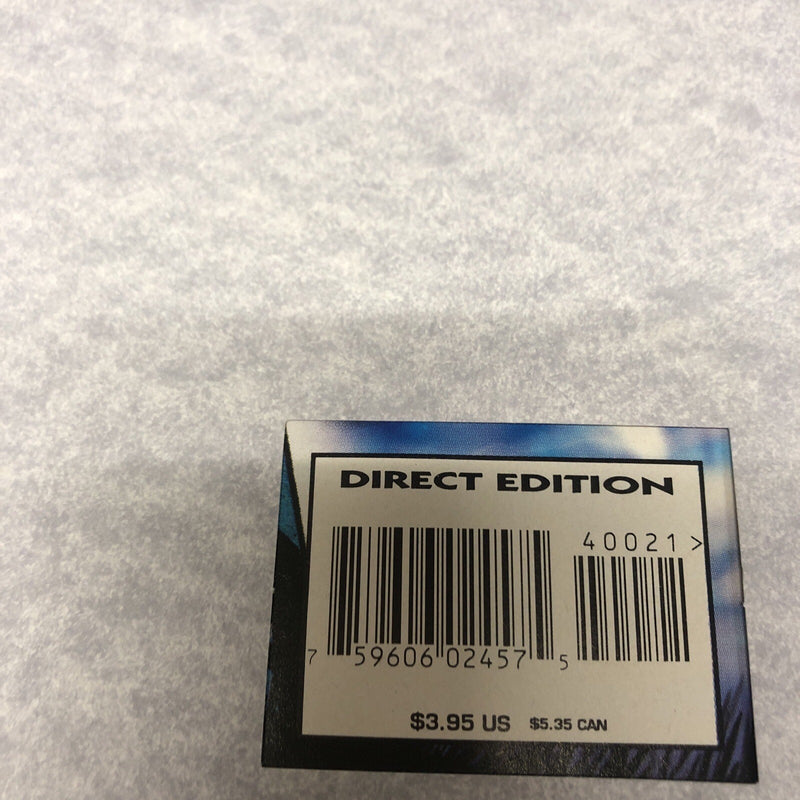 DIRECT EDITION
40021 >
7 59606 02457 5
$3.95 US $5.35 CAN